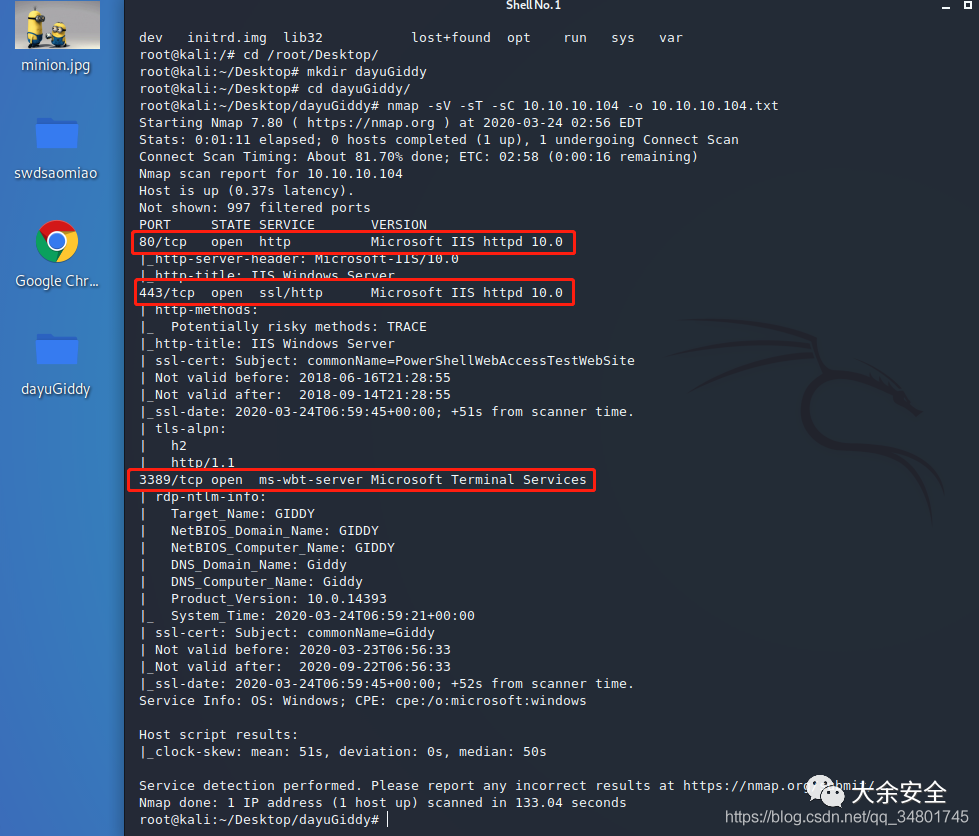 Shell No.1
minion.jpg
swdsaomiao
Google Chr...
dayuGiddy
dev initrd.img lib32 lost+found opt run sys var
root@kali:/# cd /root/Desktop/
root@kali:~/Desktop# mkdir dayuGiddy
root@kali:~/Desktop# cd dayuGiddy/
root@kali:~/Desktop/dayuGiddy# nmap -sV -sT -sC 10.10.10.104 -o 10.10.10.104.txt
Starting Nmap 7.80 ( https://nmap.org ) at 2020-03-24 02:56 EDT
Stats: 0:01:11 elapsed; 0 hosts completed (1 up), 1 undergoing Connect Scan
Connect Scan Timing: About 81.70% done; ETC: 02:58 (0:00:16 remaining)
Nmap scan report for 10.10.10.104
Host is up (0.37s latency).
Not shown: 997 filtered ports
PORT STATE SERVICE VERSION
80/tcp open http Microsoft IIS httpd 10.0
|_http-server-header: Microsoft-IIS/10.0
|_http-title: IIS Windows Server
443/tcp open ssl/http Microsoft IIS httpd 10.0
| http-methods:
|_ Potentially risky methods: TRACE
|_http-title: IIS Windows Server
| ssl-cert: Subject: commonName=PowerShellWebAccessTestWebSite
| Not valid before: 2018-06-16T21:28:55
|_Not valid after: 2018-09-14T21:28:55
|_ssl-date: 2020-03-24T06:59:45+00:00; +51s from scanner time.
| tls-alpn:
| h2
| http/1.1
3389/tcp open ms-wbt-server Microsoft Terminal Services
| rdp-ntlm-info:
| Target_Name: GIDDY
| NetBIOS_Domain_Name: GIDDY
| NetBIOS_Computer_Name: GIDDY
| DNS_Domain_Name: Giddy
| DNS_Computer_Name: Giddy
| Product_Version: 10.0.14393
|_ System_Time: 2020-03-24T06:59:21+00:00
| ssl-cert: Subject: commonName=Giddy
| Not valid before: 2020-03-23T06:56:33
|_Not valid after: 2020-09-22T06:56:33
|_ssl-date: 2020-03-24T06:59:45+00:00; +52s from scanner time.
Service Info: OS: Windows; CPE: cpe:/o:microsoft:windows
Host script results:
|_clock-skew: mean: 51s, deviation: 0s, median: 50s
Service detection performed. Please report any incorrect results at https://nmap.org/submit/ .
Nmap done: 1 IP address (1 host up) scanned in 133.04 seconds
root@kali:~/Desktop/dayuGiddy#
大余安全
https://blog.csdn.net/qq_34801745